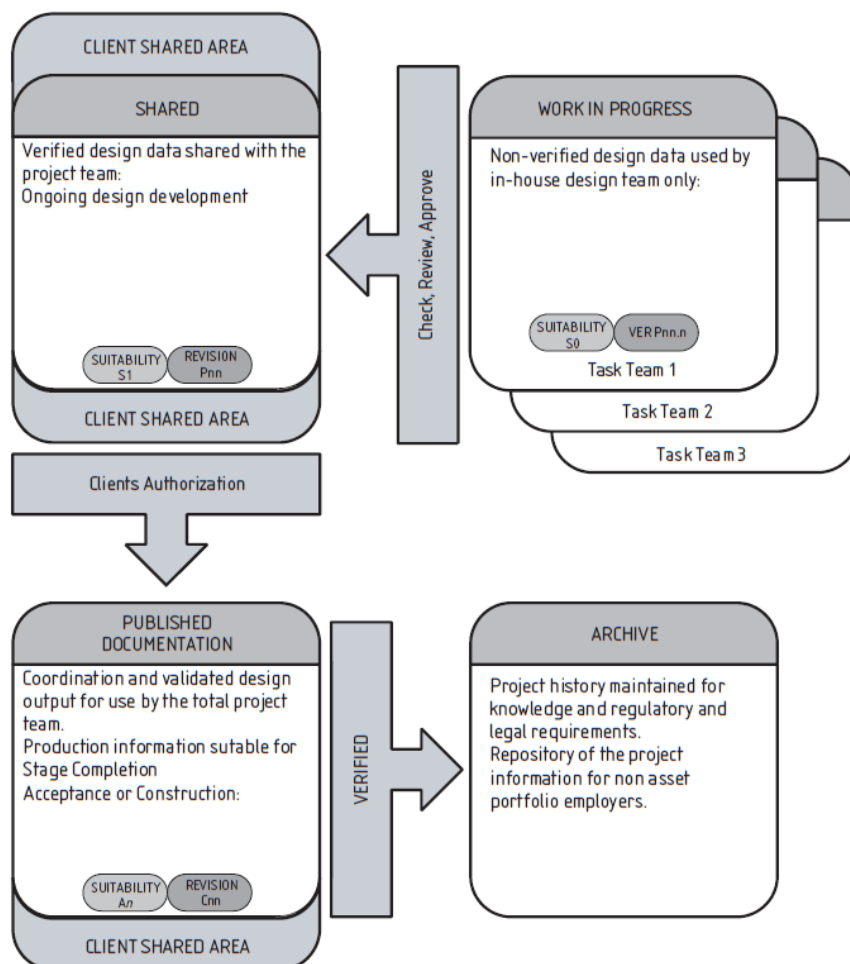 CLIENT SHARED AREA
SHARED
Verified design data shared with the
project team:
Ongoing design development
SUITABILITY
S1
REVISION
Pnn
CLIENT SHARED AREA
Check, Review, Approve
WORK IN PROGRESS
Non-verified design data used by
in-house design team only:
SUITABILITY
S0
VER Pnn.n
Task Team 1
Task Team 2
Task Team 3
Clients Authorization
PUBLISHED
DOCUMENTATION
Coordination and validated design
output for use by the total project
team.
Production information sutable for
Stage Completion
Acceptance or Construction:
SUITABILITY
An
REVISION
Cnn
CLIENT SHARED AREA
VERIFIED
ARCHIVE
Project history maintained for
knowledge and regulatory and
legal requirements.
Repository of the project
information for non asset
portfolio employers.